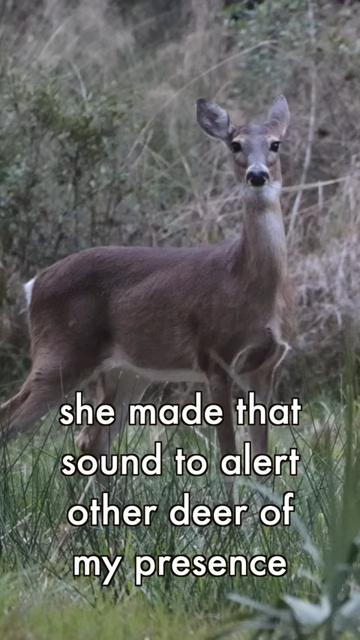 she made that
sound to alert
other deer of
my presence